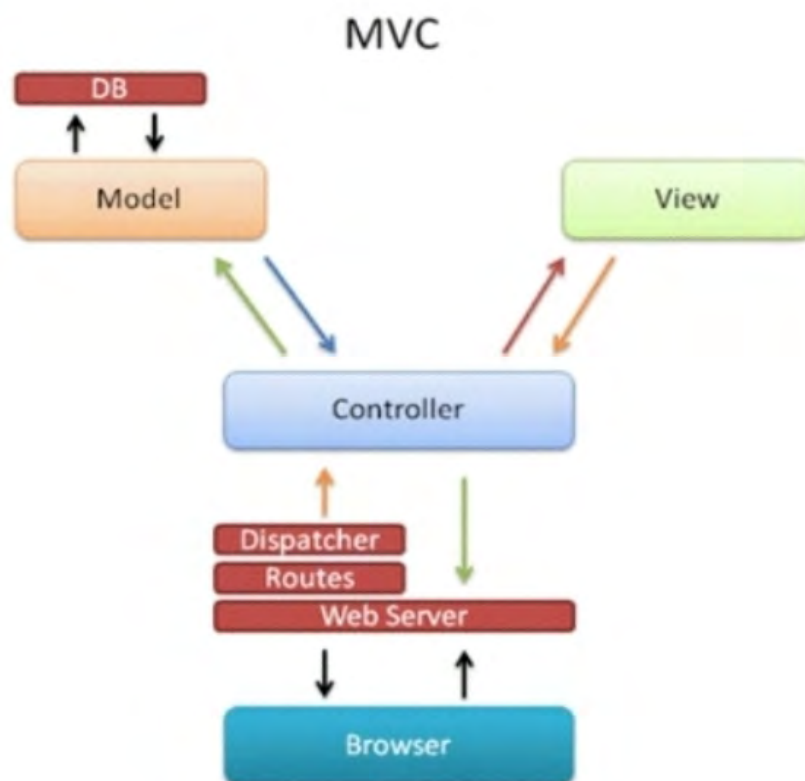 MVC
DB
Model
View
Controller
Dispatcher
Routes
Web Server
Browser